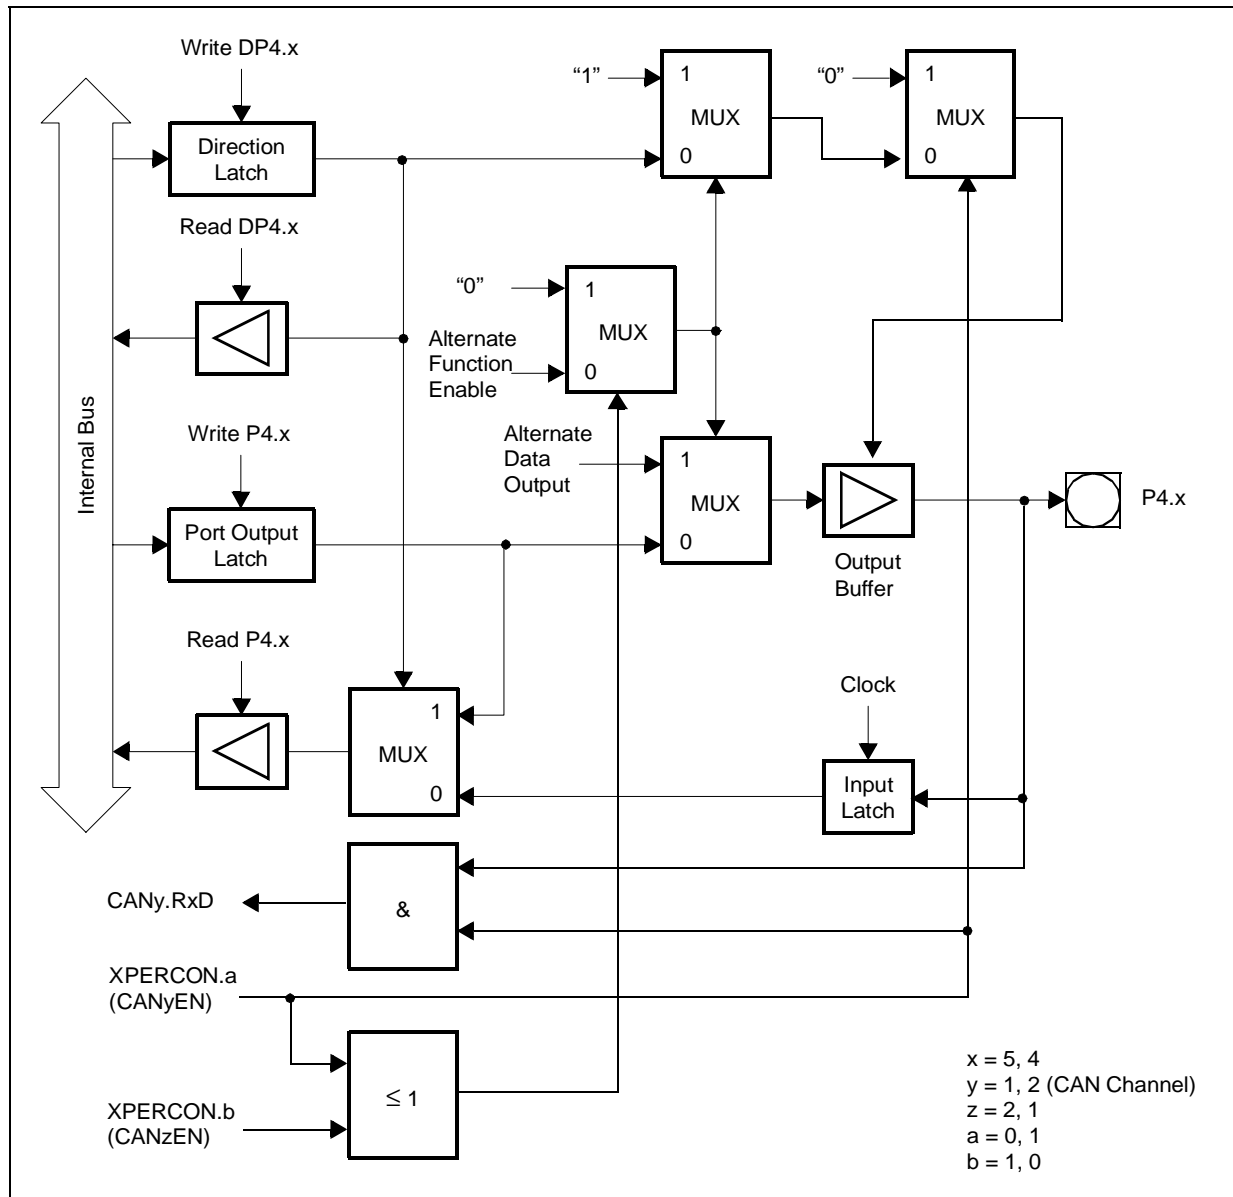 Write DP4.x
“1”
1
MUX
0
“0”
1
MUX
0
Direction
Latch
Read DP4.x
“0”
1
MUX
0
Alternate
Function
Enable
Internal Bus
Write P4.x
Alternate
Data
Output
1
MUX
0
P4.x
Port Output
Latch
Output
Buffer
Read P4.x
Clock
1
MUX
0
Input
Latch
CANy.RxD
&
XPERCON.a
(CANyEN)
≤ 1
XPERCON.b
(CANzEN)
x = 5, 4
y = 1, 2 (CAN Channel)
z = 2, 1
a = 0, 1
b = 1, 0